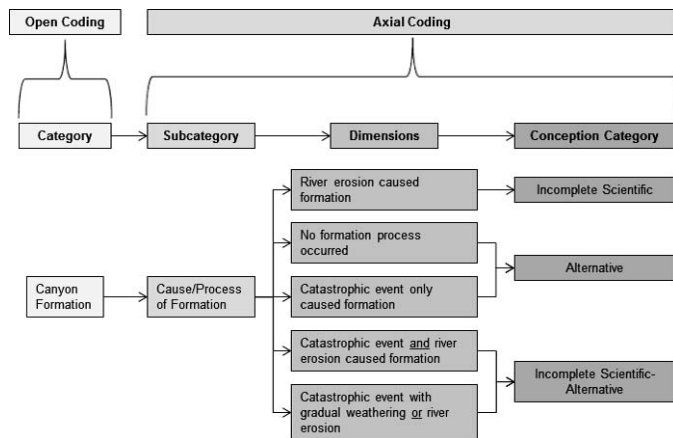 Open Coding
Axial Coding
Category
Subcategory
Dimensions
Conception Category
River erosion caused
formation
Incomplete Scientific
No formation process
occurred
Alternative
Canyon
Formation
Cause/Process
of Formation
Catastrophic event only
caused formation
Catastrophic event and river
erosion caused formation
Incomplete Scientific-
Alternative
Catastrophic event with
gradual weathering or river
erosion